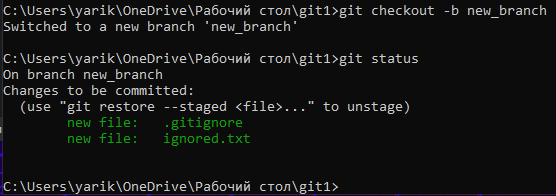 C:\Users\yarik\OneDrive\Рабочий стол\git1>git checkout -b new_branch
Switched to a new branch 'new_branch'
C:\Users\yarik\OneDrive\Рабочий стол\git1>git status
On branch new_branch
Changes to be committed:
  (use "git restore --staged <file>..." to unstage)
        new file:   .gitignore
        new file:   ignored.txt
C:\Users\yarik\OneDrive\Рабочий стол\git1>